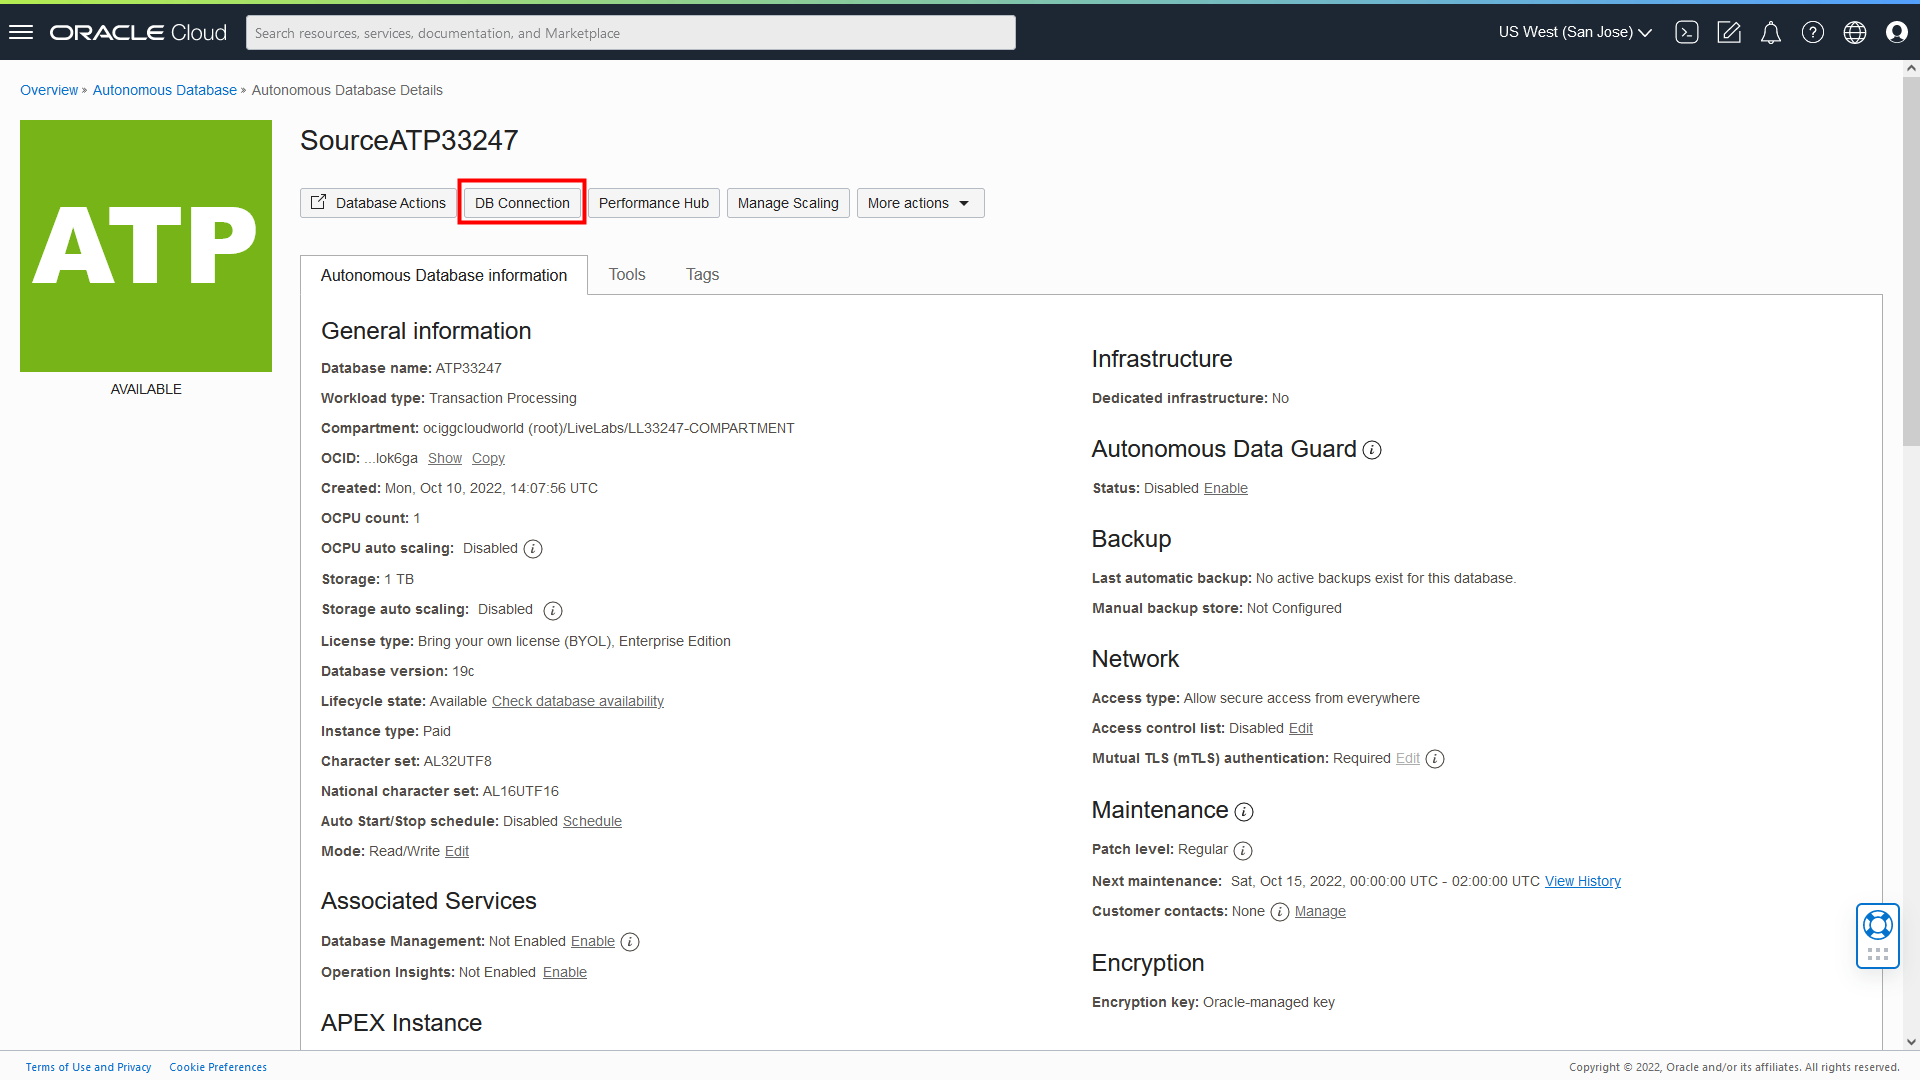 ORACLE Cloud
Search resources, services, documentation, and Marketplace
US West (San Jose)
Overview » Autonomous Database » Autonomous Database Details
ATP
AVAILABLE
SourceATP33247
Database Actions
DB Connection
Performance Hub
Manage Scaling
More actions
Autonomous Database information
Tools
Tags
General information
Database name: ATP33247
Workload type: Transaction Processing
Compartment: ociggcloudworld (root)/LiveLabs/LL33247-COMPARTMENT
OCID: ...lok6ga Show Copy
Created: Mon, Oct 10, 2022, 14:07:56 UTC
OCPU count: 1
OCPU auto scaling: Disabled
Storage: 1 TB
Storage auto scaling: Disabled
License type: Bring your own license (BYOL), Enterprise Edition
Database version: 19c
Lifecycle state: Available Check database availability
Instance type: Paid
Character set: AL32UTF8
National character set: AL16UTF16
Auto Start/Stop schedule: Disabled Schedule
Mode: Read/Write Edit
Associated Services
Database Management: Not Enabled Enable
Operation Insights: Not Enabled Enable
APEX Instance
Infrastructure
Dedicated infrastructure: No
Autonomous Data Guard
Status: Disabled Enable
Backup
Last automatic backup: No active backups exist for this database.
Manual backup store: Not Configured
Network
Access type: Allow secure access from everywhere
Access control list: Disabled Edit
Mutual TLS (mTLS) authentication: Required Edit
Maintenance
Patch level: Regular
Next maintenance: Sat, Oct 15, 2022, 00:00:00 UTC - 02:00:00 UTC View History
Customer contacts: None Manage
Encryption
Encryption key: Oracle-managed key
Terms of Use and Privacy
Cookie Preferences
Copyright © 2022, Oracle and/or its affiliates. All rights reserved.